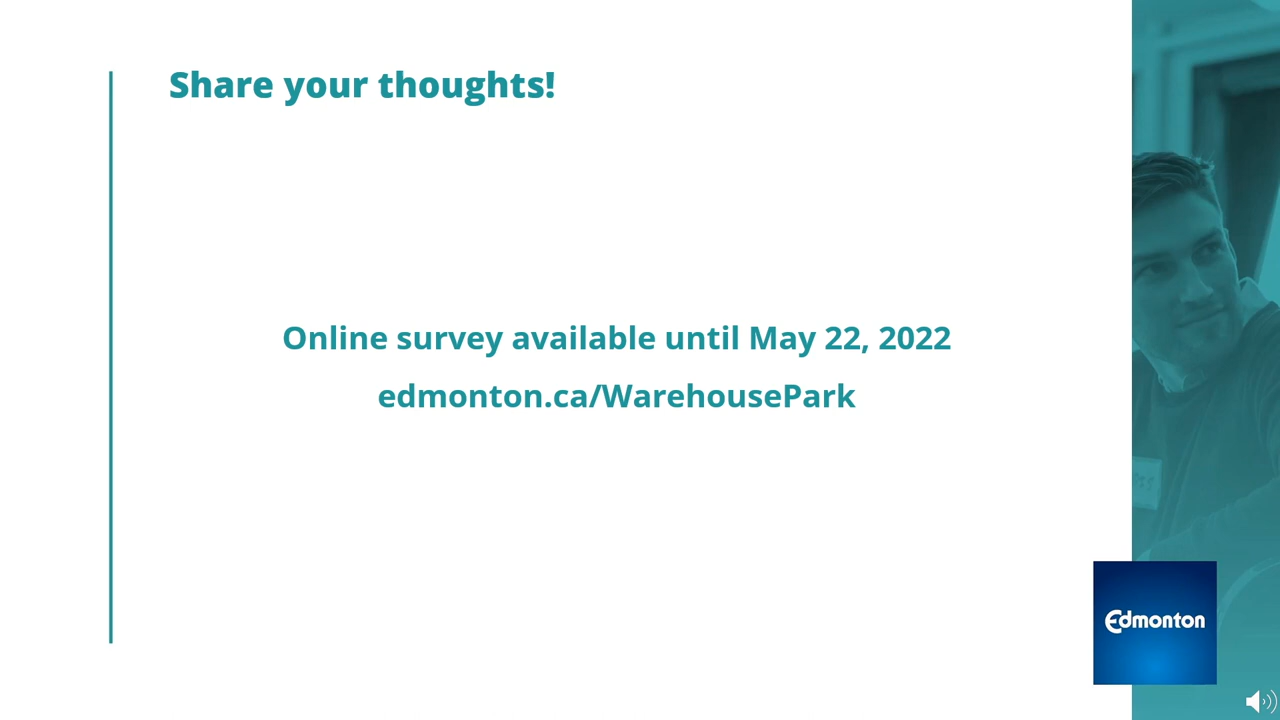 Share your thoughts!
Online survey available until May 22, 2022
edmonton.ca/WarehousePark
Edmonton